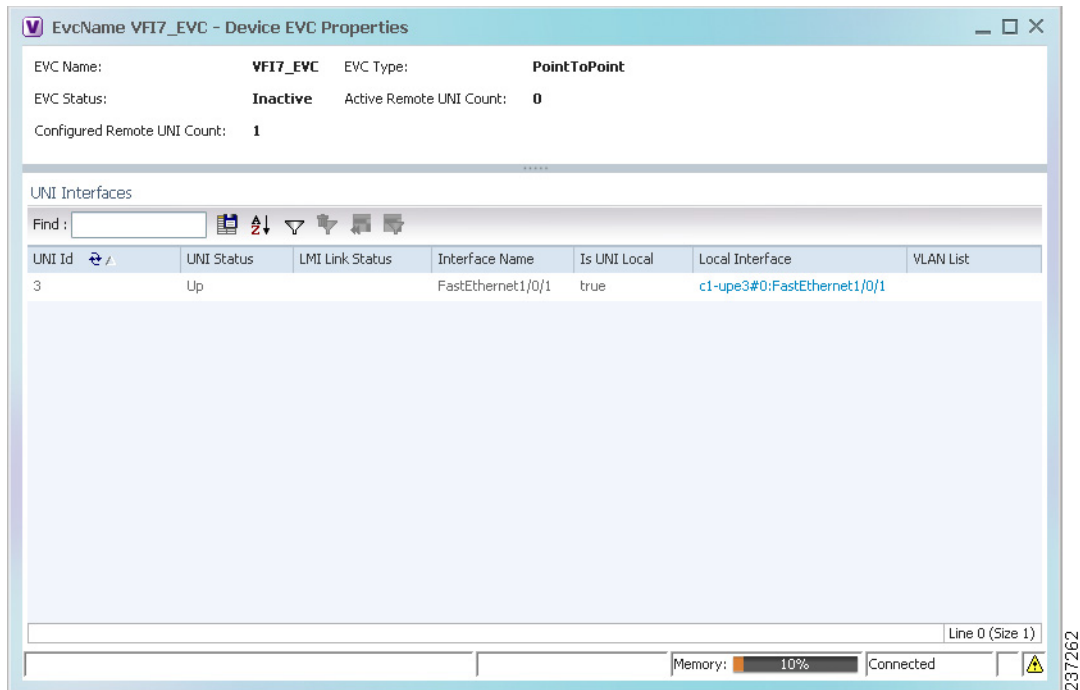 V EvcName VFI7_EVC - Device EVC Properties
EVC Name: VFI7_EVC EVC Type: PointToPoint
EVC Status: Inactive Active Remote UNI Count: 0
Configured Remote UNI Count: 1
UNI Interfaces
Find :
UNI Id UNI Status LMI Link Status Interface Name Is UNI Local Local Interface VLAN List
3 Up FastEthernet1/0/1 true c1-upe3#0:FastEthernet1/0/1
Line 0 (Size 1)
Memory: 10% Connected
237262